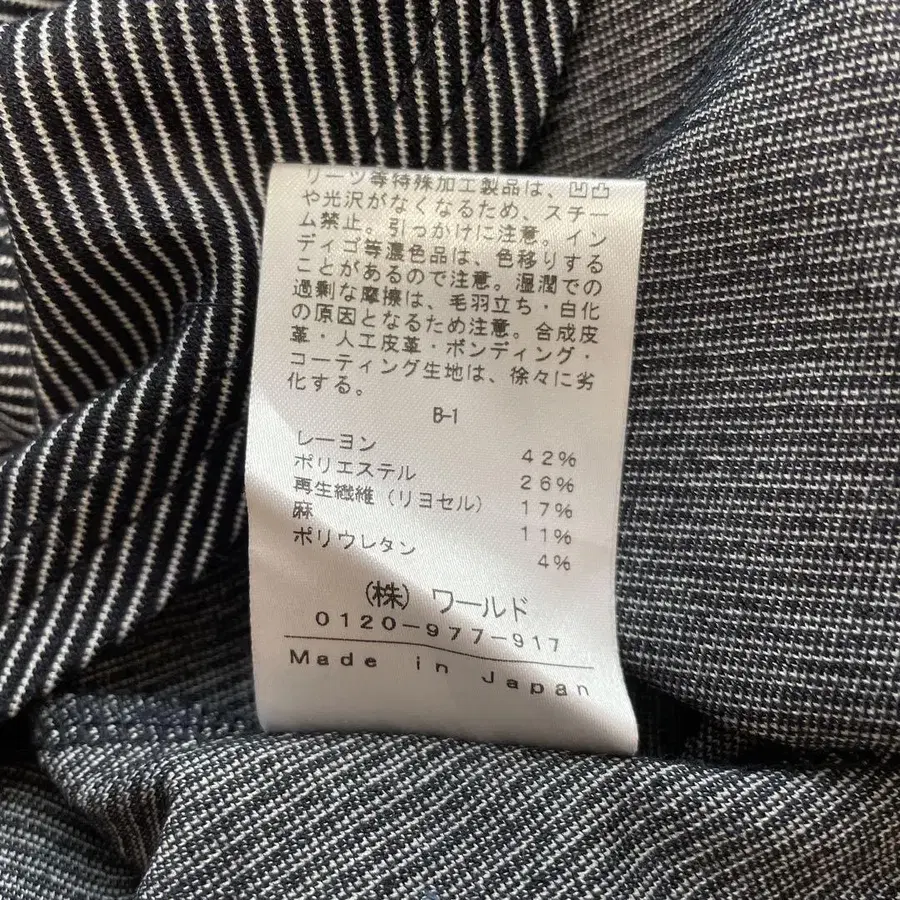 リーツ等特殊加工製品は、凹凸
や光沢がなくなるため、スチー
ム禁止。引っかけに注意。イン
ディゴ等濃色品は、色移りする
ことがあるので注意。湿潤での
過剰な摩擦は、毛羽立ち・白化
の原因となるため注意。合成皮
革・人工皮革・ボンディング・
コーティング生地は、徐々に劣
化する。
B-1
レーヨン 42%
ポリエステル 26%
再生繊維(リヨセル) 17%
麻 11%
ポリウレタン 4%
(株)ワールド
0120-977-917
Made in Japan